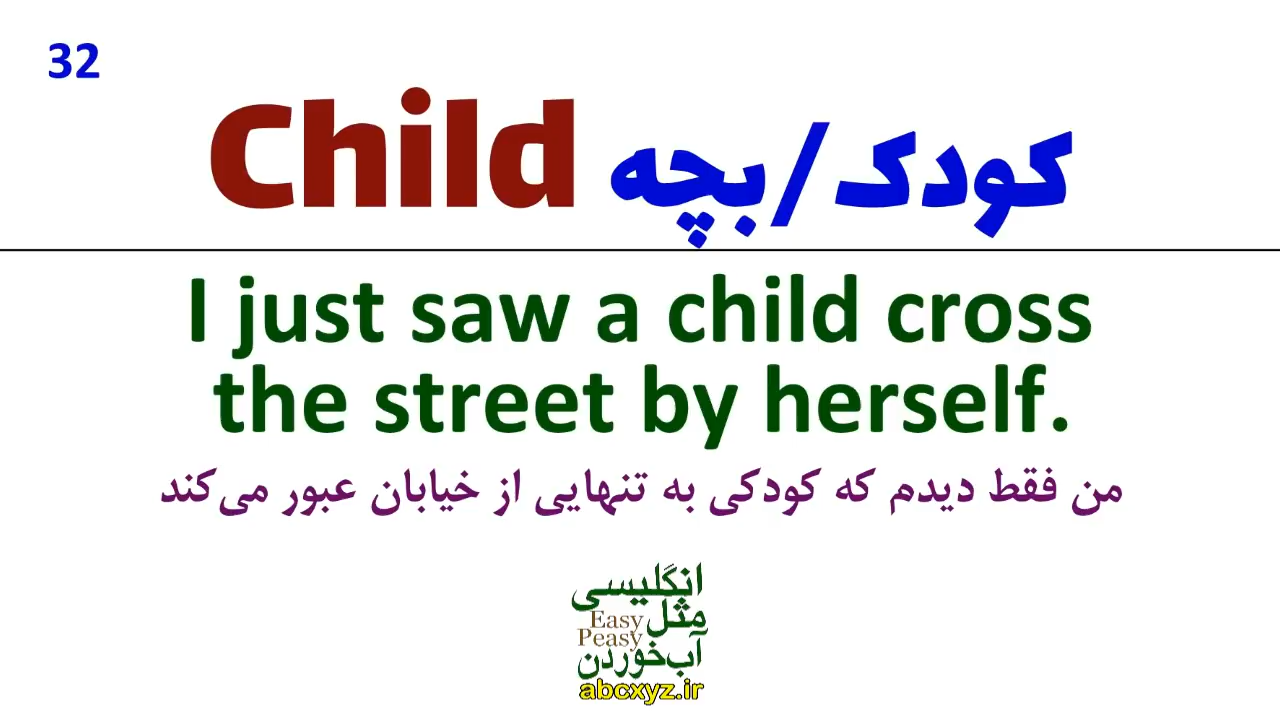 32
Child کودک/بچه
I just saw a child cross
the street by herself.
من فقط دیدم که کودکی به تنهایی از خیابان عبور می‌کند
انگلیسی
مثل
Easy
Peasy
آب‌خوردن
abcxyz.ir